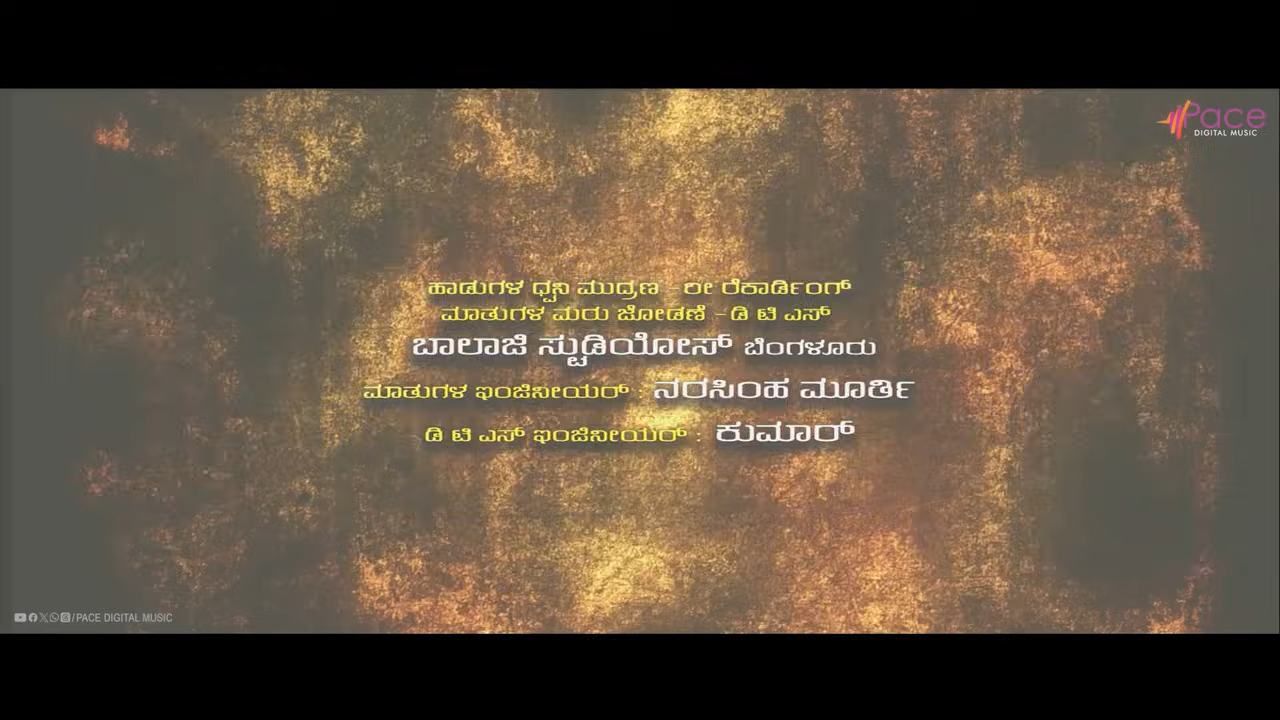 Pace
DIGITAL MUSIC
ಹಾಡುಗಳ ಧ್ವನಿ ಮುದ್ರಣ - ರೀ ರೆಕಾರ್ಡಿಂಗ್
ಮಾತುಗಳ ಮರು ಜೋಡಣೆ - ಡಿ ಟಿ ಎಸ್
ಬಾಲಾಜಿ ಸ್ಟುಡಿಯೋಸ್ ಬೆಂಗಳೂರು
ಮಾತುಗಳ ಇಂಜಿನೀಯರ್ : ನರಸಿಂಹ ಮೂರ್ತಿ
ಡಿ ಟಿ ಎಸ್ ಇಂಜಿನೀಯರ್ : ಕುಮಾರ್
/PACE DIGITAL MUSIC